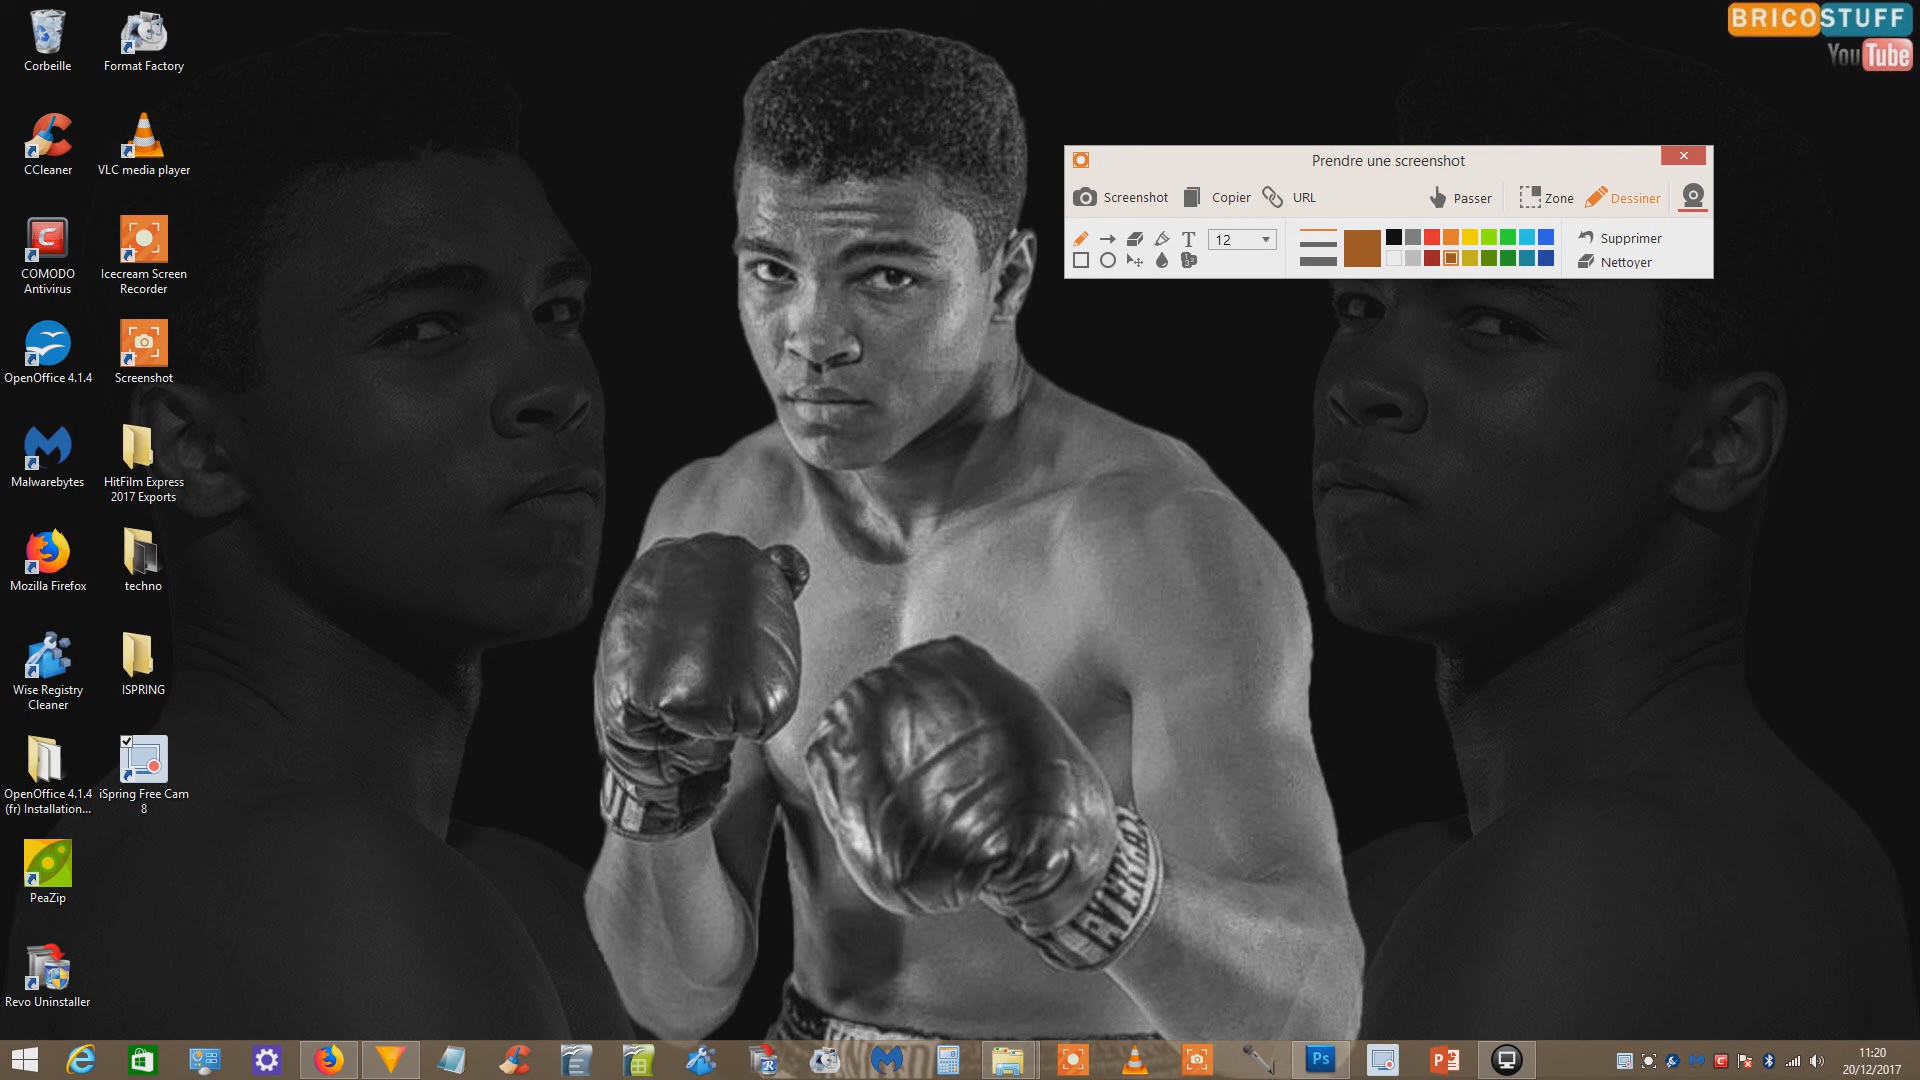 BRICOSTUFF
YouTube
Corbeille
Format Factory
CCleaner
VLC media player
COMODO
Antivirus
Icecream Screen
Recorder
OpenOffice 4.1.4
Screenshot
Malwarebytes
HitFilm Express
2017 Exports
Mozilla Firefox
techno
Wise Registry
Cleaner
ISPRING
OpenOffice 4.1.4
(fr) Installation...
iSpring Free Cam
8
PeaZip
Revo Uninstaller
Prendre une screenshot
Screenshot Copier URL Passer Zone Dessiner
T 12 Supprimer
Nettoyer
EVERLAS
Ps
11:20
20/12/2017